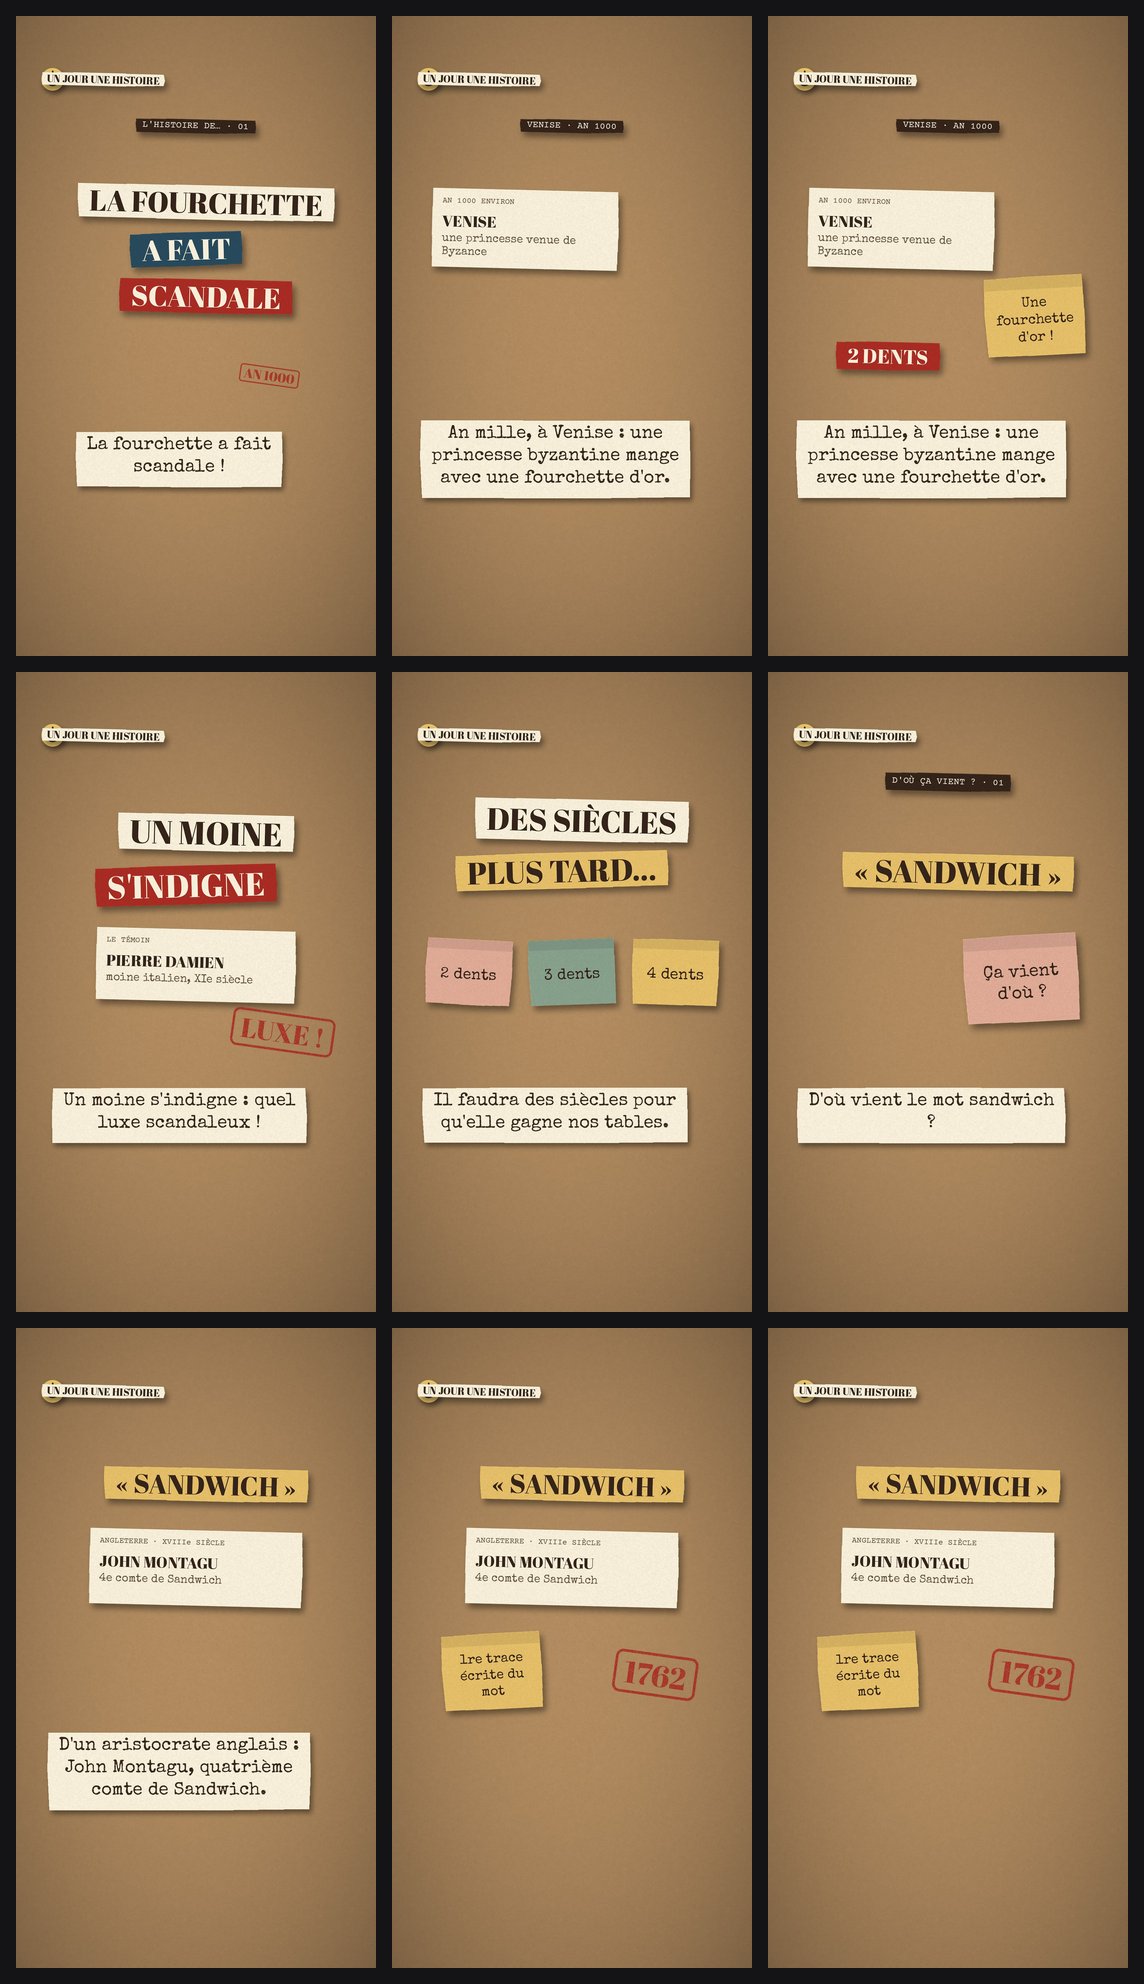 UN JOUR UNE HISTOIRE
L'HISTOIRE DE… · 01
LA FOURCHETTE
A FAIT
SCANDALE
AN 1000
La fourchette a fait
scandale !
UN JOUR UNE HISTOIRE
VENISE · AN 1000
AN 1000 ENVIRON
VENISE
une princesse venue de
Byzance
An mille, à Venise : une
princesse byzantine mange
avec une fourchette d'or.
UN JOUR UNE HISTOIRE
VENISE · AN 1000
AN 1000 ENVIRON
VENISE
une princesse venue de
Byzance
Une
fourchette
d'or !
2 DENTS
An mille, à Venise : une
princesse byzantine mange
avec une fourchette d'or.
UN JOUR UNE HISTOIRE
UN MOINE
S'INDIGNE
LE TÉMOIN
PIERRE DAMIEN
moine italien, XIe siècle
LUXE !
Un moine s'indigne : quel
luxe scandaleux !
UN JOUR UNE HISTOIRE
DES SIÈCLES
PLUS TARD…
2 dents
3 dents
4 dents
Il faudra des siècles pour
qu'elle gagne nos tables.
UN JOUR UNE HISTOIRE
D'OÙ ÇA VIENT ? · 01
« SANDWICH »
Ça vient
d'où ?
D'où vient le mot sandwich
?
UN JOUR UNE HISTOIRE
« SANDWICH »
ANGLETERRE · XVIIIe SIÈCLE
JOHN MONTAGU
4e comte de Sandwich
D'un aristocrate anglais :
John Montagu, quatrième
comte de Sandwich.
UN JOUR UNE HISTOIRE
« SANDWICH »
ANGLETERRE · XVIIIe SIÈCLE
JOHN MONTAGU
4e comte de Sandwich
1re trace
écrite du
mot
1762
UN JOUR UNE HISTOIRE
« SANDWICH »
ANGLETERRE · XVIIIe SIÈCLE
JOHN MONTAGU
4e comte de Sandwich
1re trace
écrite du
mot
1762